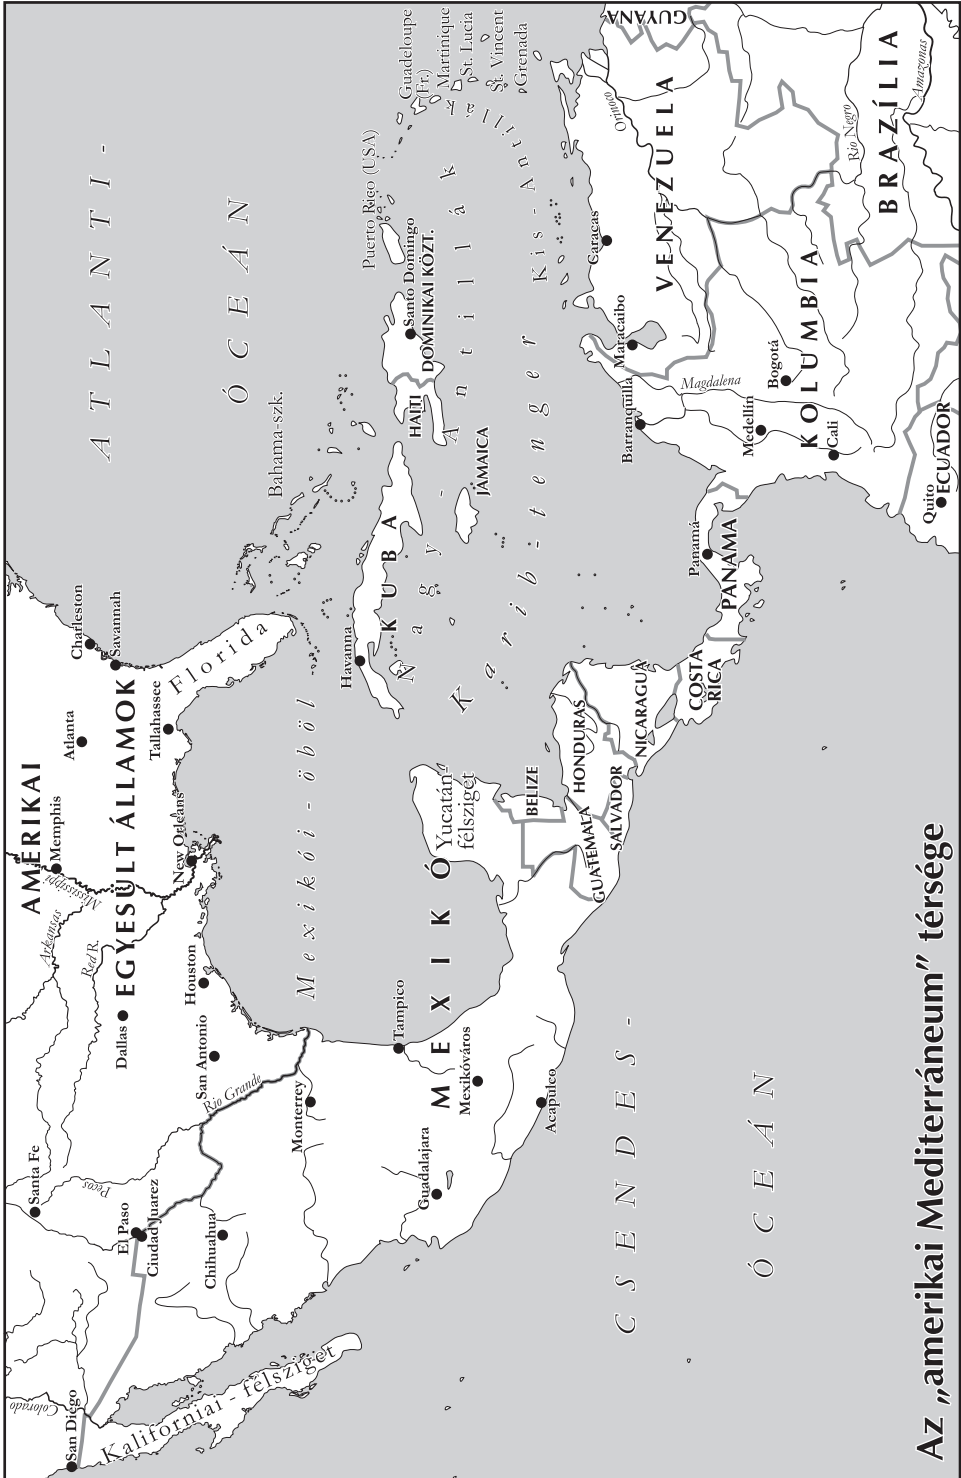 Az „amerikai Mediterráneum” térsége
AMERIKAI
EGYESÜLT ÁLLAMOK
ATLANTI-
ÓCEÁN
CSENDES-
ÓCEÁN
San Diego
Colorado
Kaliforniai-félsziget
Santa Fe
Pecos
El Paso
Ciudad Juarez
Chihuahua
Dallas
San Antonio
Houston
Rio Grande
Red R.
Arkansas
Mississippi
Memphis
New Orleans
Atlanta
Tallahassee
Charleston
Savannah
Florida
Monterrey
Tampico
MEXIKÓ
Mexikóváros
Guadalajara
Acapulco
Mexikói-öböl
Yucatán-
félsziget
BELIZE
GUATEMALA
HONDURAS
SALVADOR
NICARAGUA
COSTA
RICA
PANAMA
Panamá
Havanna
KUBA
Bahama-szk.
JAMAICA
HAITI
DOMINIKAI KÖZT.
Santo Domingo
Puerto Rico (USA)
Nagy-Antillák
Karib-tenger
Kis-Antillák
Guadeloupe
(Fr.)
Martinique
St. Lucia
St. Vincent
Grenada
Barranquilla
Maracaibo
Caracas
VENEZUELA
Orinoco
GUYANA
Magdalena
Medellín
Bogotá
Cali
KOLUMBIA
Quito
ECUADOR
BRAZÍLIA
Rio Negro
Amazonas